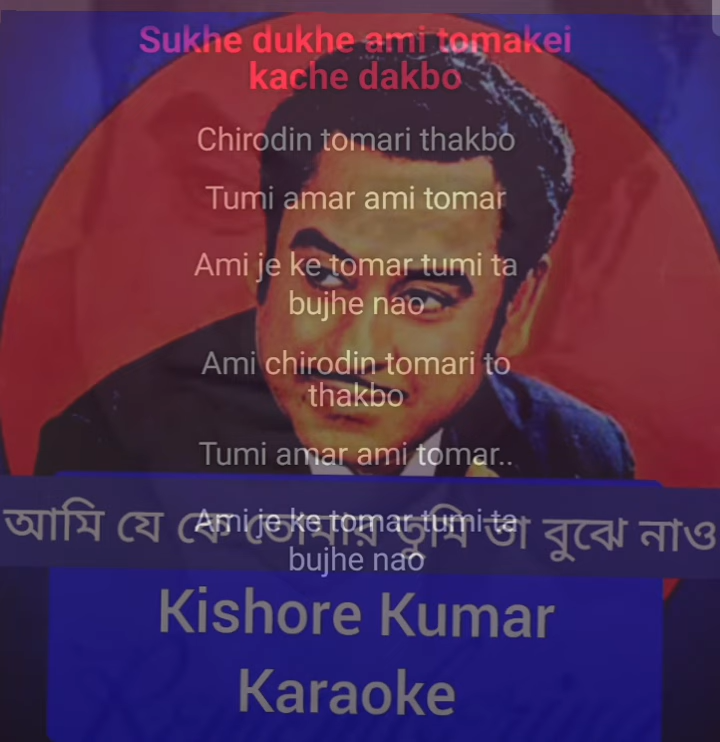 Sukhe dukhe ami tomakei
kache dakbo
Chirodin tomari thakbo
Tumi amar ami tomar
Ami je ke tomar tumi ta
bujhe nao
Ami chirodin tomari to
thakbo
Tumi amar ami tomar..
আমি যে কে তোমার তুমি তা বুঝে নাও
Ami je ke tomar tumi ta
bujhe nao
Kishore Kumar
Karaoke